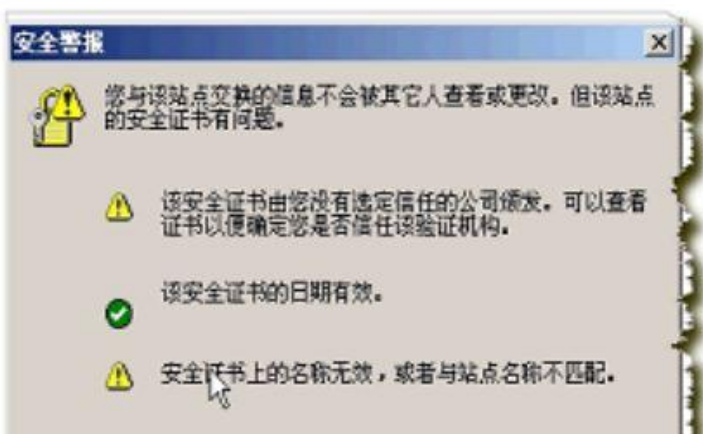 安全警报
您与该站点交换的信息不会被其它人查看或更改。但该站点
的安全证书有问题。
该安全证书由您没有选定信任的公司颁发。可以查看
证书以便确定您是否信任该验证机构。
该安全证书的日期有效。
安全证书上的名称无效，或者与站点名称不匹配。